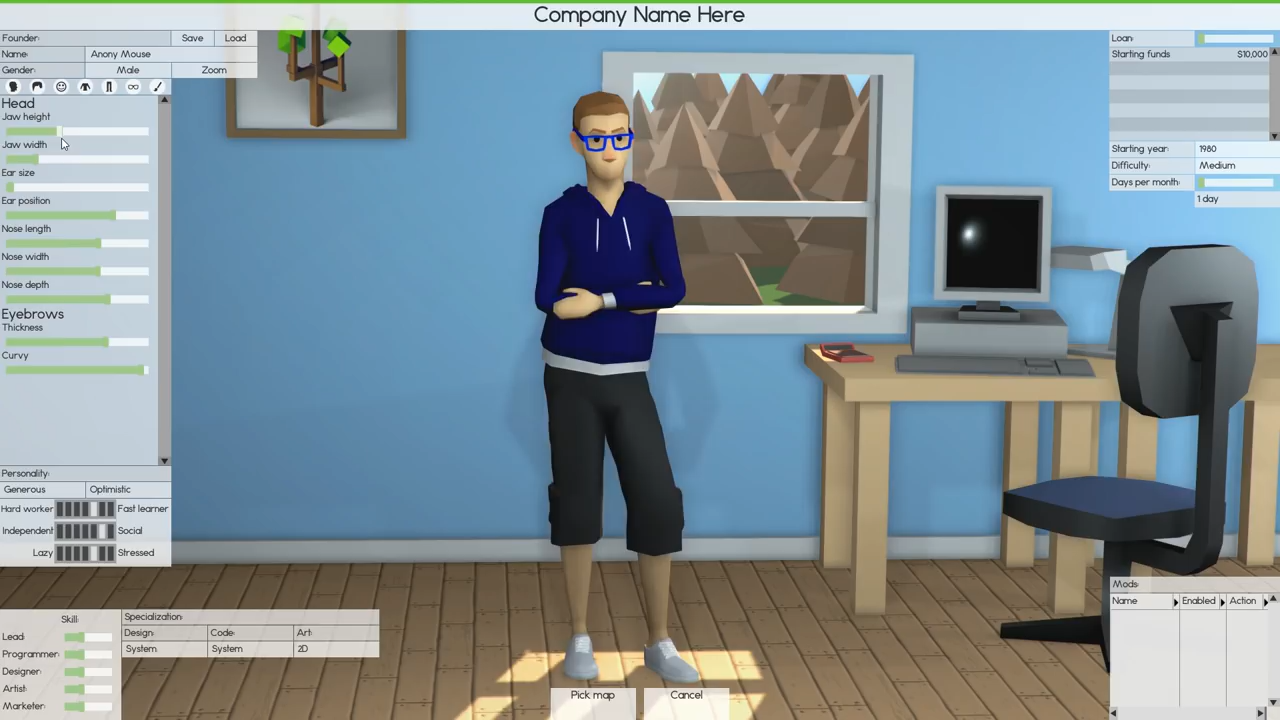 Company Name Here
Founder:
Save
Load
Name:
Anony Mouse
Gender:
Male
Zoom
Head
Jaw height
Jaw width
Ear size
Ear position
Nose length
Nose width
Nose depth
Eyebrows
Thickness
Curvy
Personality:
Generous
Optimistic
Hard worker
Fast learner
Independent
Social
Lazy
Stressed
Skill:
Lead:
Programmer:
Designer:
Artist:
Marketer:
Specialization:
Design:
Code:
Art:
System
System
2D
Pick map
Cancel
Loan:
Starting funds
$10,000
Starting year:
1980
Difficulty:
Medium
Days per month:
1 day
Mods:
Name
Enabled
Action